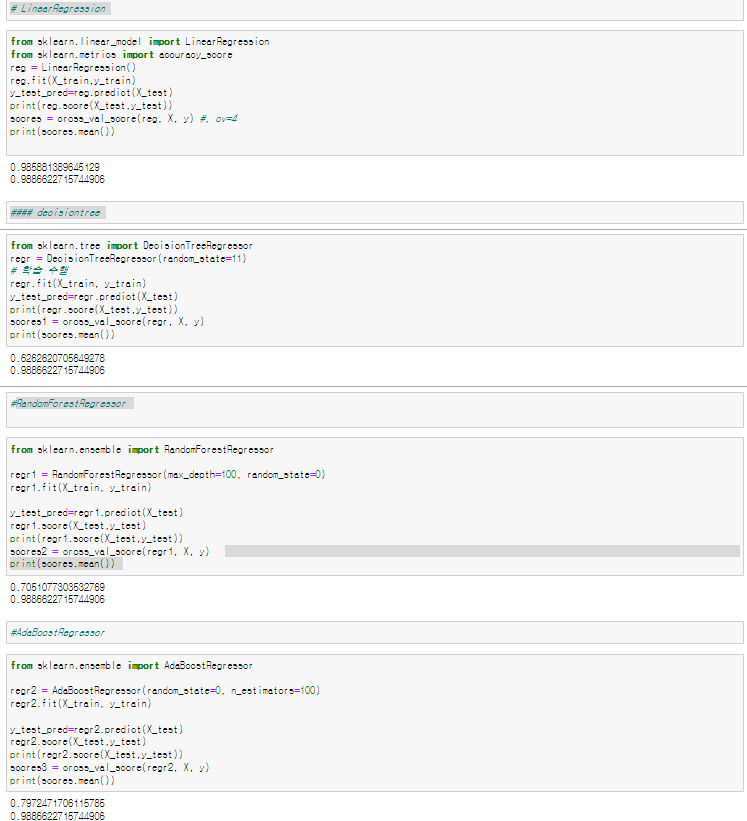 # LinearRegression
from sklearn.linear_model import LinearRegression
from sklearn.metrics import accuracy_score
reg = LinearRegression()
reg.fit(X_train,y_train)
y_test_pred=reg.predict(X_test)
print(reg.score(X_test,y_test))
scores = cross_val_score(reg, X, y) #, cv=4
print(scores.mean())
0.985881389645129
0.9886622715744906
#### decisiontree
from sklearn.tree import DecisionTreeRegressor
regr = DecisionTreeRegressor(random_state=11)
# 학습 수행
regr.fit(X_train, y_train)
y_test_pred=regr.predict(X_test)
print(regr.score(X_test,y_test))
scores1 = cross_val_score(regr, X, y)
print(scores.mean())
0.6262620705649278
0.9886622715744906
#RandomForestRegressor
from sklearn.ensemble import RandomForestRegressor
regr1 = RandomForestRegressor(max_depth=100, random_state=0)
regr1.fit(X_train, y_train)
y_test_pred=regr1.predict(X_test)
regr1.score(X_test,y_test)
print(regr1.score(X_test,y_test))
scores2 = cross_val_score(regr1, X, y)
print(scores.mean())
0.7051077303532769
0.9886622715744906
#AdaBoostRegressor
from sklearn.ensemble import AdaBoostRegressor
regr2 = AdaBoostRegressor(random_state=0, n_estimators=100)
regr2.fit(X_train, y_train)
y_test_pred=regr2.predict(X_test)
regr2.score(X_test,y_test)
print(regr2.score(X_test,y_test))
scores3 = cross_val_score(regr2, X, y)
print(scores.mean())
0.7972471706115785
0.9886622715744906